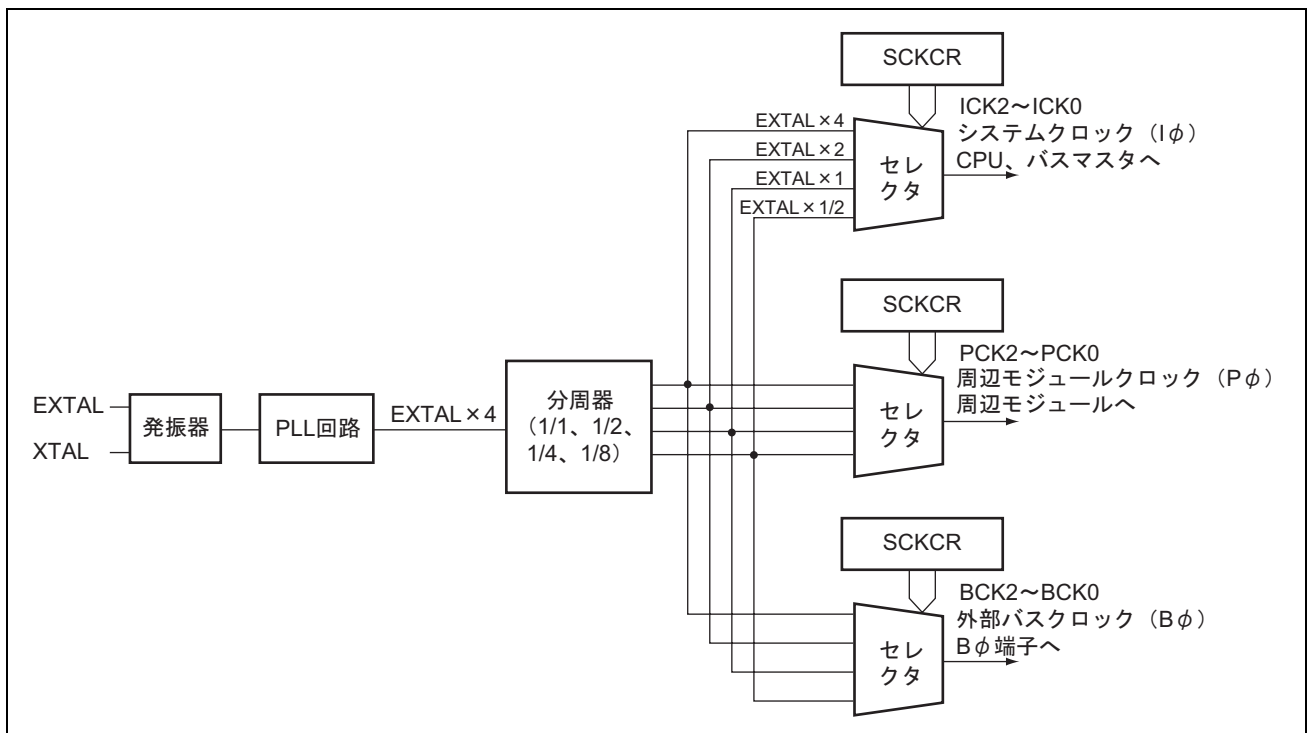 SCKCR
ICK2～ICK0
システムクロック（Iφ）
CPU、バスマスタへ
EXTAL×4
EXTAL×2
EXTAL×1
EXTAL×1/2
セレ
クタ
SCKCR
PCK2～PCK0
周辺モジュールクロック（Pφ）
周辺モジュールへ
セレ
クタ
EXTAL
XTAL
発振器
PLL回路
EXTAL×4
分周器
（1/1、1/2、
1/4、1/8）
SCKCR
BCK2～BCK0
外部バスクロック（Bφ）
Bφ端子へ
セレ
クタ